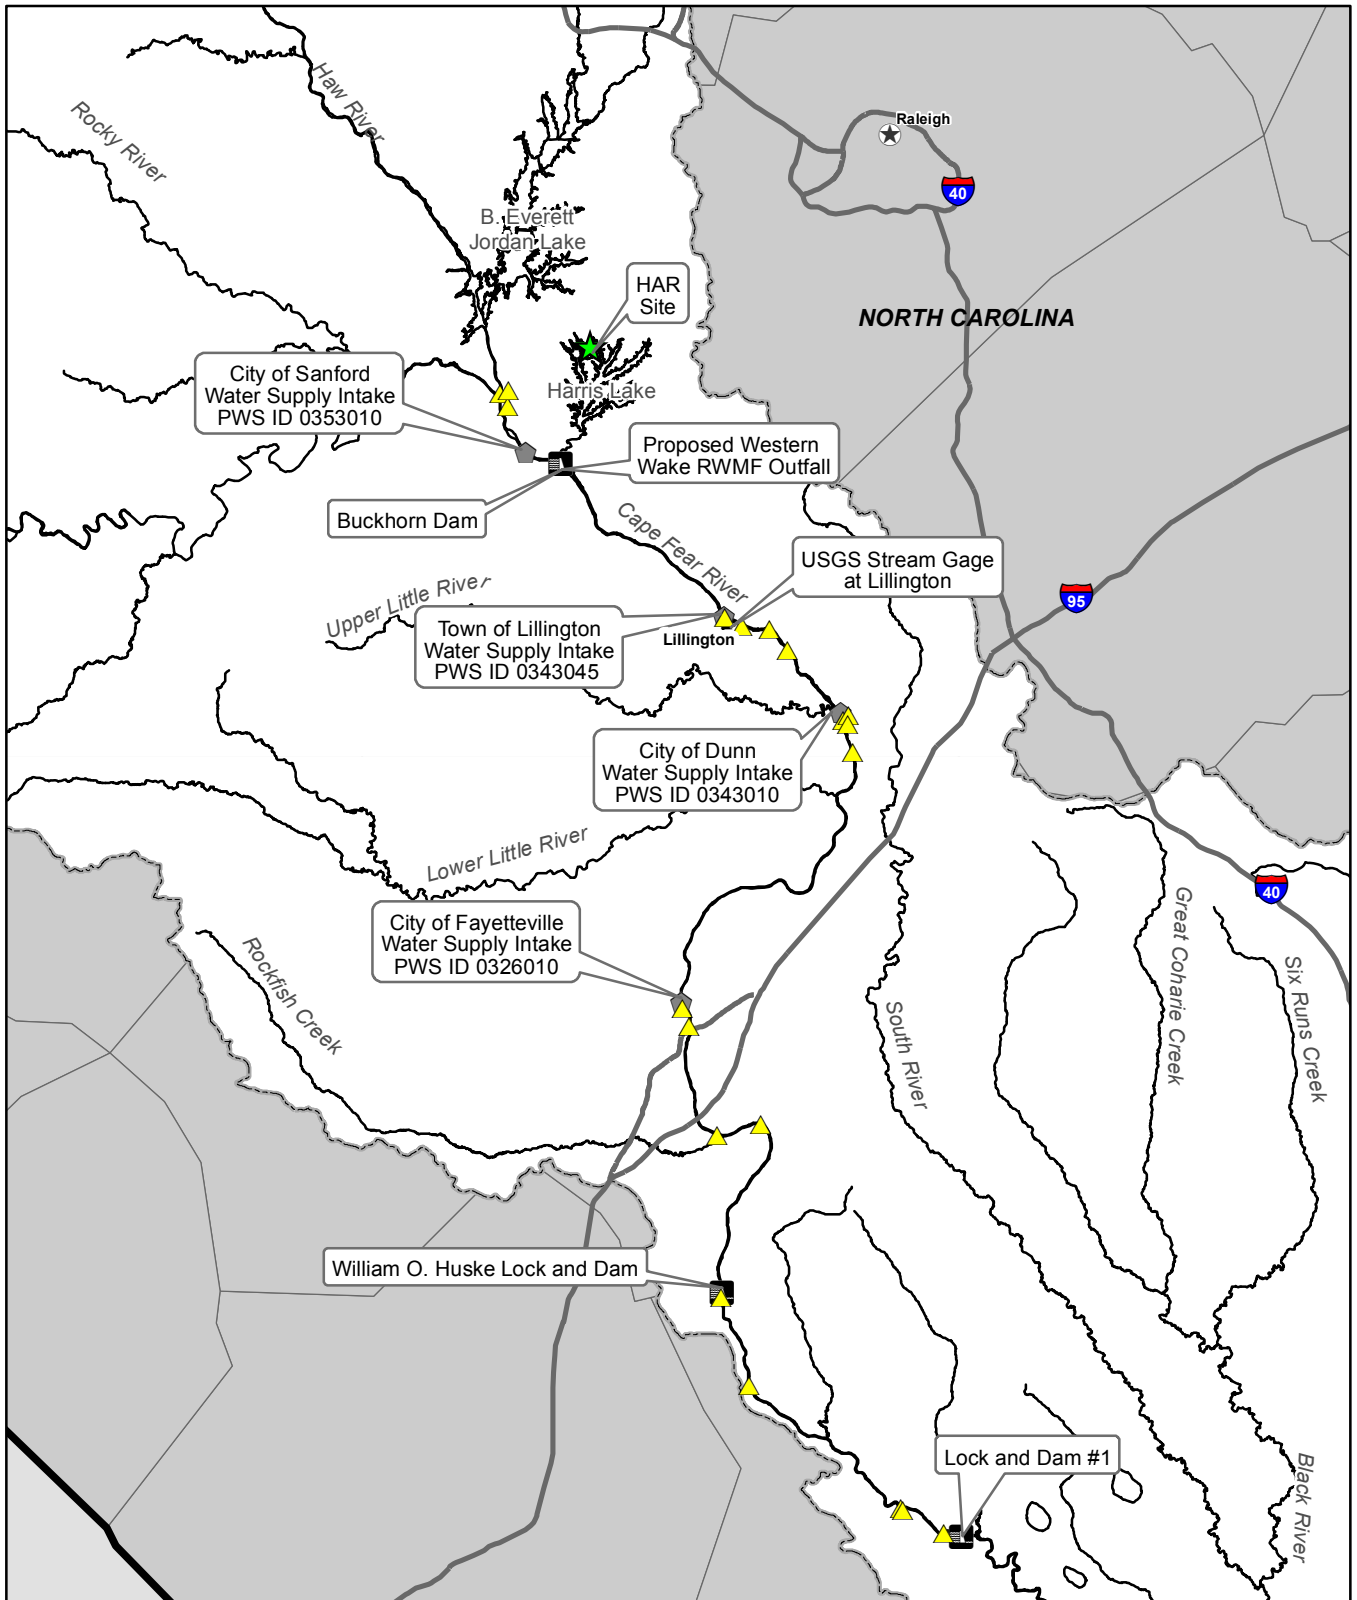 Haw River
Rocky River
Raleigh
40
B. Everett
Jordan Lake
HAR
Site
NORTH CAROLINA
City of Sanford
Water Supply Intake
PWS ID 0353010
Harris Lake
Proposed Western
Wake RWMF Outfall
Buckhorn Dam
Cape Fear River
USGS Stream Gage
at Lillington
95
Upper Little River
Town of Lillington
Water Supply Intake
PWS ID 0343045
Lillington
City of Dunn
Water Supply Intake
PWS ID 0343010
Lower Little River
40
City of Fayetteville
Water Supply Intake
PWS ID 0326010
Rockfish Creek
South River
Great Coharie Creek
Six Runs Creek
William O. Huske Lock and Dam
Lock and Dam #1
Black River